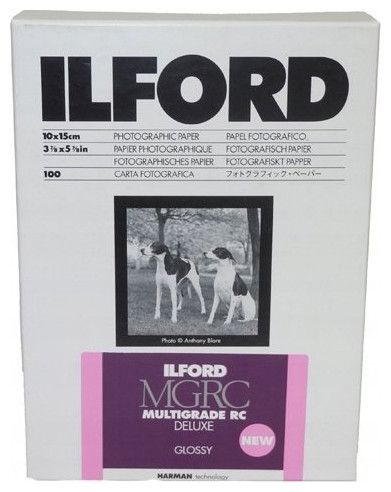 ILFORD
10x15cm PHOTOGRAPHIC PAPER PAPEL FOTOGRAFICO
3 7/8 x 5 7/8in PAPIER PHOTOGRAPHIQUE FOTOGRAFISCH PAPIER
FOTOGRAPHISCHES PAPIER FOTOGRAFISKT PAPPER
100 CARTA FOTOGRAFICA フォトグラフィック・ペーパー
Photo © Anthony Blore
ILFORD
MGRC
MULTIGRADE RC
DELUXE
NEW
GLOSSY
HARMAN technology